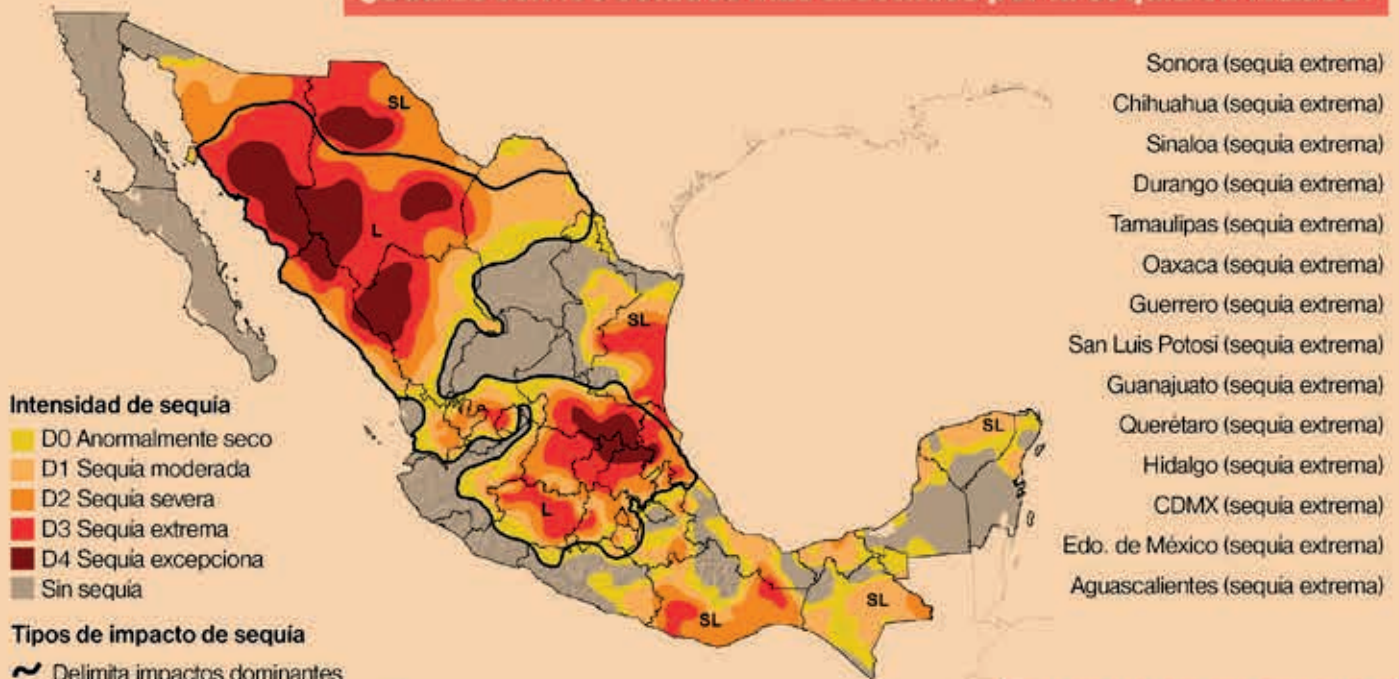 Sonora (sequía extrema)
Chihuahua (sequía extrema)
Sinaloa (sequía extrema)
Durango (sequía extrema)
Tamaulipas (sequía extrema)
Oaxaca (sequía extrema)
Guerrero (sequía extrema)
San Luis Potosí (sequía extrema)
Guanajuato (sequía extrema)
Querétaro (sequía extrema)
Hidalgo (sequía extrema)
CDMX (sequía extrema)
Edo. de México (sequía extrema)
Aguascalientes (sequía extrema)
SL
L
SL
SL
L
SL
SL
Intensidad de sequía
D0 Anormalmente seco
D1 Sequía moderada
D2 Sequía severa
D3 Sequía extrema
D4 Sequía excepciona
Sin sequía
Tipos de impacto de sequía
Delimita impactos dominantes